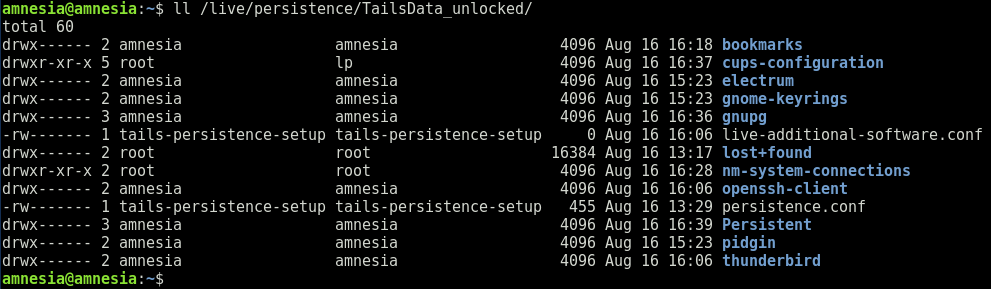 amnesia@amnesia:~$ ll /live/persistence/TailsData_unlocked/
total 60
drwx------ 2 amnesia                 amnesia                  4096 Aug 16 16:18 bookmarks
drwxr-xr-x 5 root                    lp                       4096 Aug 16 16:37 cups-configuration
drwx------ 2 amnesia                 amnesia                  4096 Aug 16 15:23 electrum
drwx------ 2 amnesia                 amnesia                  4096 Aug 16 15:23 gnome-keyrings
drwx------ 3 amnesia                 amnesia                  4096 Aug 16 16:36 gnupg
-rw------- 1 tails-persistence-setup tails-persistence-setup     0 Aug 16 16:06 live-additional-software.conf
drwx------ 2 root                    root                    16384 Aug 16 13:17 lost+found
drwxr-xr-x 2 root                    root                     4096 Aug 16 16:28 nm-system-connections
drwx------ 2 amnesia                 amnesia                  4096 Aug 16 16:06 openssh-client
-rw------- 1 tails-persistence-setup tails-persistence-setup   455 Aug 16 13:29 persistence.conf
drwx------ 3 amnesia                 amnesia                  4096 Aug 16 16:39 Persistent
drwx------ 2 amnesia                 amnesia                  4096 Aug 16 15:23 pidgin
drwx------ 2 amnesia                 amnesia                  4096 Aug 16 16:06 thunderbird
amnesia@amnesia:~$